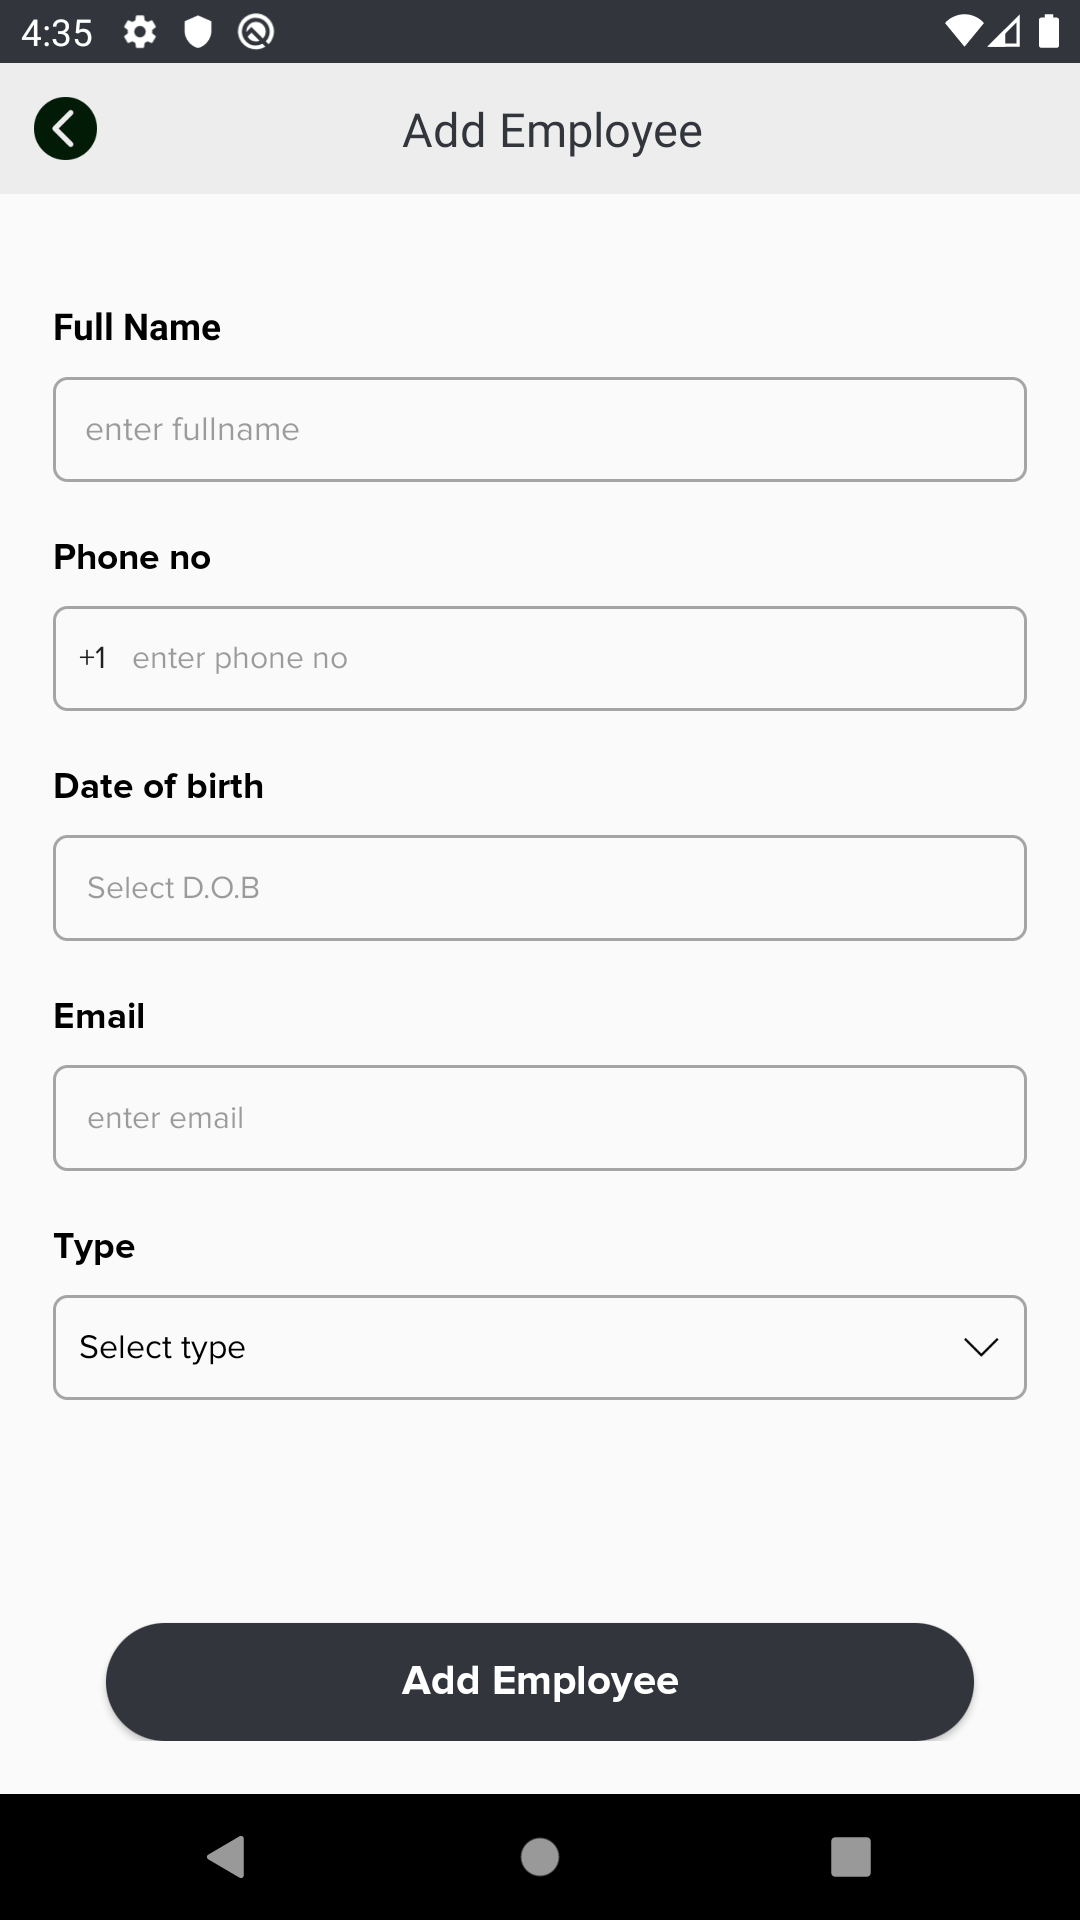 4:35
Add Employee
Full Name
enter fullname
Phone no
+1 enter phone no
Date of birth
Select D.O.B
Email
enter email
Type
Select type
Add Employee